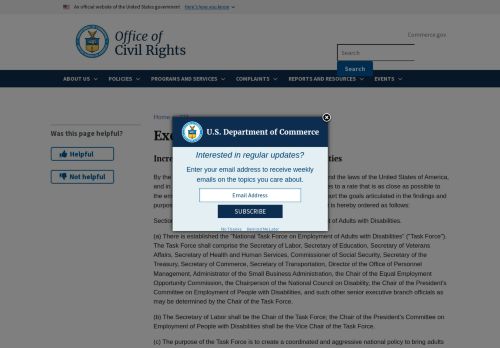 An official website of the United States government Here's how you know
Office of
Civil Rights
Commerce.gov
Search
Search
ABOUT US
POLICIES
PROGRAMS AND SERVICES
COMPLAINTS
REPORTS AND RESOURCES
EVENTS
Was this page helpful?
Helpful
Not helpful
Home
U.S. Department of Commerce
Interested in regular updates?
Enter your email address to receive weekly
emails on the topics you care about.
Email Address
SUBSCRIBE
No Thanks Remind Me Later
By the
and the laws of the United States of America,
and in
es to a rate that is as close as possible to
the em
ort the goals articulated in the findings and
purpos
t is hereby ordered as follows:
Section
of Adults with Disabilities.
(a) There is established the "National Task Force on Employment of Adults with Disabilities" ("Task Force").
The Task Force shall comprise the Secretary of Labor, Secretary of Education, Secretary of Veterans
Affairs, Secretary of Health and Human Services, Commissioner of Social Security, Secretary of the
Treasury, Secretary of Commerce, Secretary of Transportation, Director of the Office of Personnel
Management, Administrator of the Small Business Administration, the Chair of the Equal Employment
Opportunity Commission, the Chairperson of the National Council on Disability, the Chair of the President's
Committee on Employment of People with Disabilities, and such other senior executive branch officials as
may be determined by the Chair of the Task Force.
(b) The Secretary of Labor shall be the Chair of the Task Force; the Chair of the President's Committee on
Employment of People with Disabilities shall be the Vice Chair of the Task Force.
(c) The purpose of the Task Force is to create a coordinated and aggressive national policy to bring adults